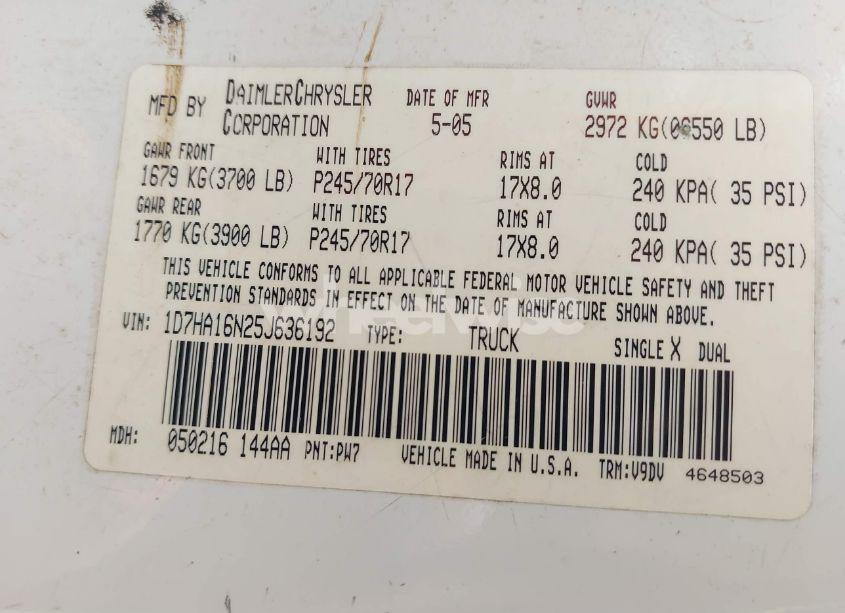 MFD BY DAIMLERCHRYSLER CORPORATION DATE OF MFR 5-05 GVWR 2972 KG(06550 LB)
GAWR FRONT WITH TIRES RIMS AT COLD
1679 KG(3700 LB) P245/70R17 17X8.0 240 KPA( 35 PSI)
GAWR REAR WITH TIRES RIMS AT COLD
1770 KG(3900 LB) P245/70R17 17X8.0 240 KPA( 35 PSI)
THIS VEHICLE CONFORMS TO ALL APPLICABLE FEDERAL MOTOR VEHICLE SAFETY AND THEFT
PREVENTION STANDARDS IN EFFECT ON THE DATE OF MANUFACTURE SHOWN ABOVE.
VIN: 1D7HA16N25J636192 TYPE: TRUCK SINGLE X DUAL
MDH: 050216 144AA PNT:PW7 VEHICLE MADE IN U.S.A. TRM:V9DV 4648503